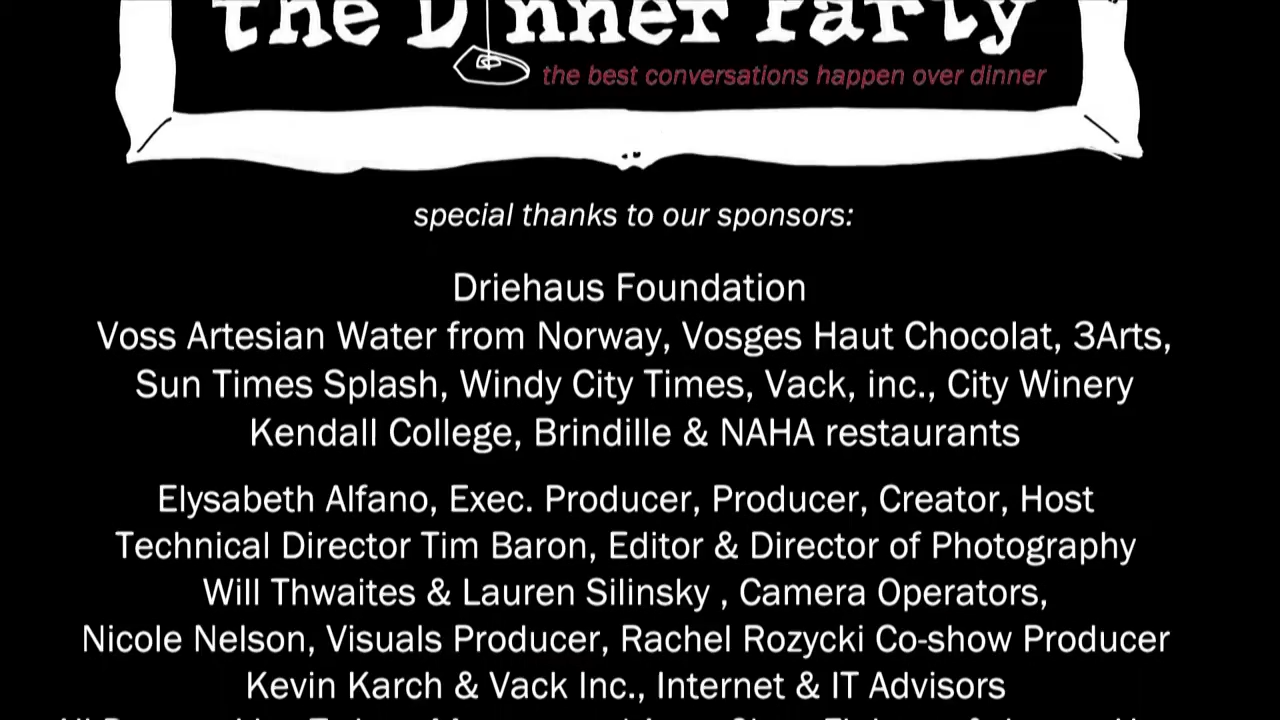 the Dinner Party
the best conversations happen over dinner
special thanks to our sponsors:
Driehaus Foundation
Voss Artesian Water from Norway, Vosges Haut Chocolat, 3Arts,
Sun Times Splash, Windy City Times, Vack, inc., City Winery
Kendall College, Brindille & NAHA restaurants
Elysabeth Alfano, Exec. Producer, Producer, Creator, Host
Technical Director Tim Baron, Editor & Director of Photography
Will Thwaites & Lauren Silinsky , Camera Operators,
Nicole Nelson, Visuals Producer, Rachel Rozycki Co-show Producer
Kevin Karch & Vack Inc., Internet & IT Advisors